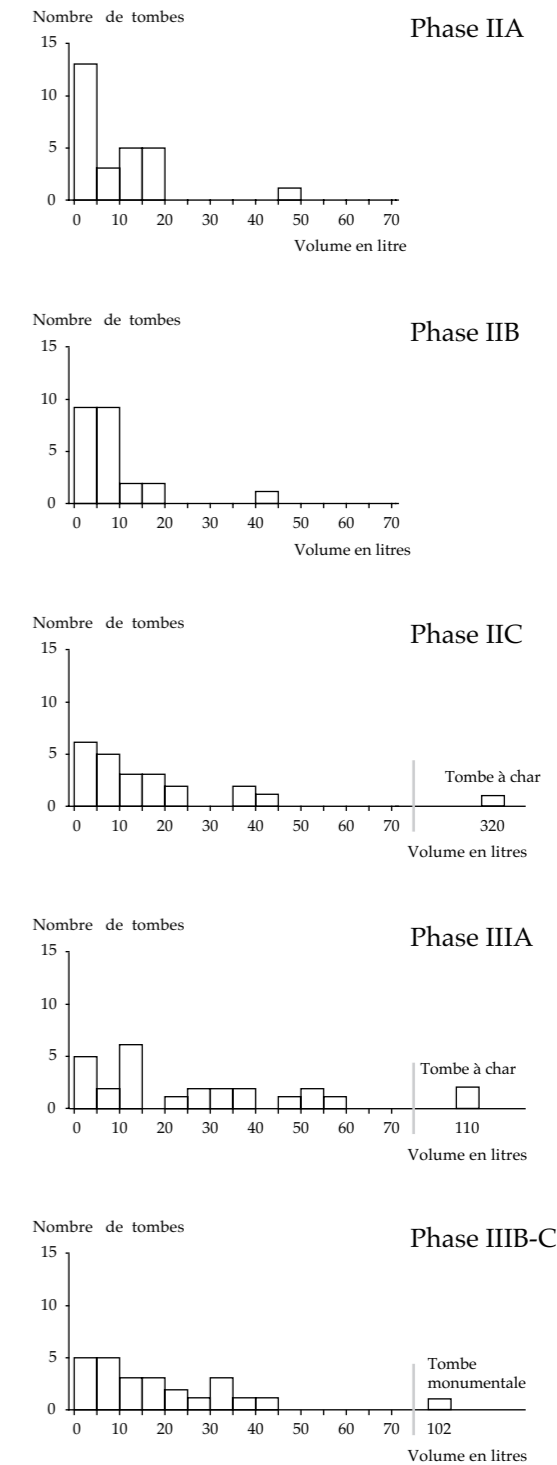 Nombre de tombes
Phase IIA
15
10
5
0
0 10 20 30 40 50 60 70
Volume en litre
Nombre de tombes
Phase IIB
15
10
5
0
0 10 20 30 40 50 60 70
Volume en litres
Nombre de tombes
Phase IIC
15
10
5
Tombe à char
0
0 10 20 30 40 50 60 70 320
Volume en litres
Nombre de tombes
Phase IIIA
15
10
5
Tombe à char
0
0 10 20 30 40 50 60 70 110
Volume en litres
Nombre de tombes
Phase IIIB-C
15
10
5
Tombe
monumentale
0
0 10 20 30 40 50 60 70 102
Volume en litres